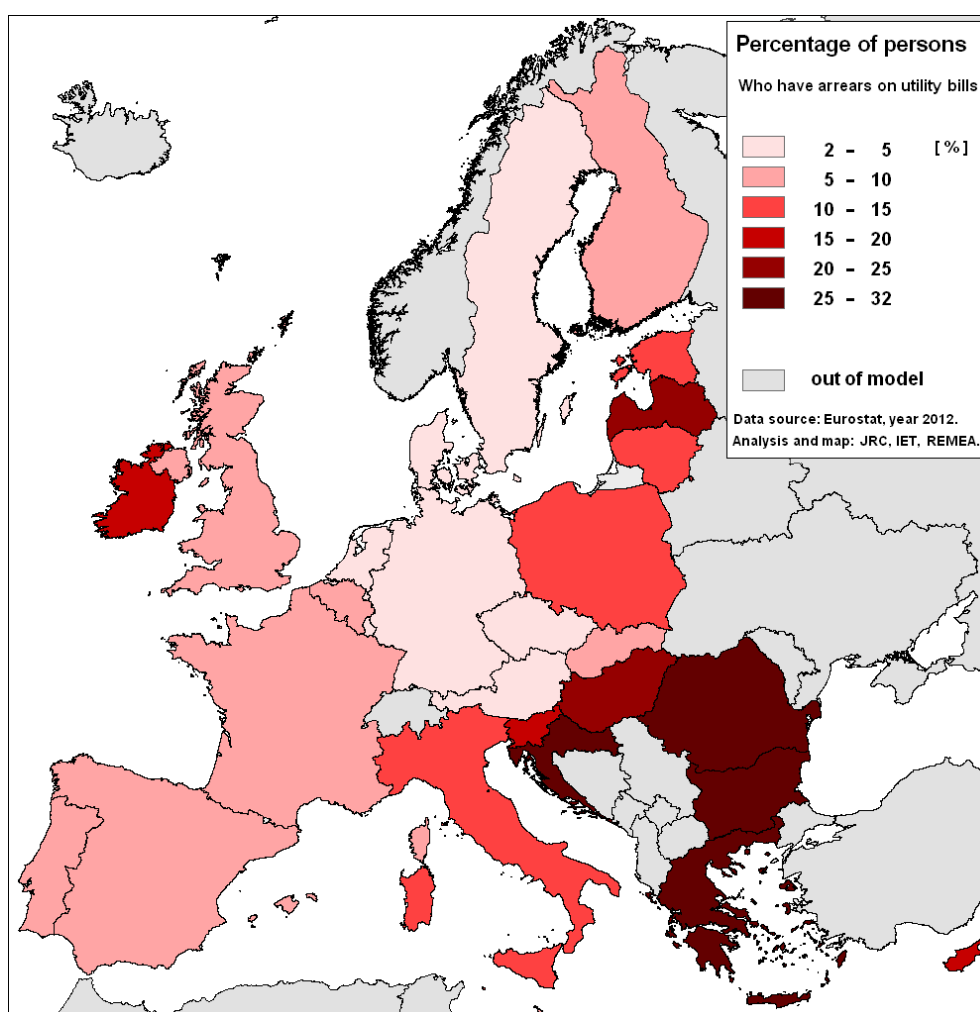 Percentage of persons
Who have arrears on utility bills
2 - 5 [%]
5 - 10
10 - 15
15 - 20
20 - 25
25 - 32
out of model
Data source: Eurostat, year 2012.
Analysis and map: JRC, IET, REMEA.